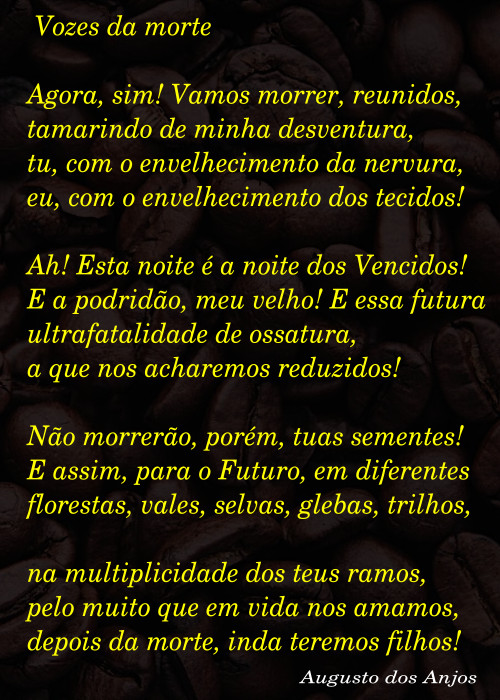 Vozes da morte
Agora, sim! Vamos morrer, reunidos,
tamarindo de minha desventura,
tu, com o envelhecimento da nervura,
eu, com o envelhecimento dos tecidos!
Ah! Esta noite é a noite dos Vencidos!
E a podridão, meu velho! E essa futura
ultrafatalidade de ossatura,
a que nos acharemos reduzidos!
Não morrerão, porém, tuas sementes!
E assim, para o Futuro, em diferentes
florestas, vales, selvas, glebas, trilhos,
na multiplicidade dos teus ramos,
pelo muito que em vida nos amamos,
depois da morte, inda teremos filhos!
Augusto dos Anjos